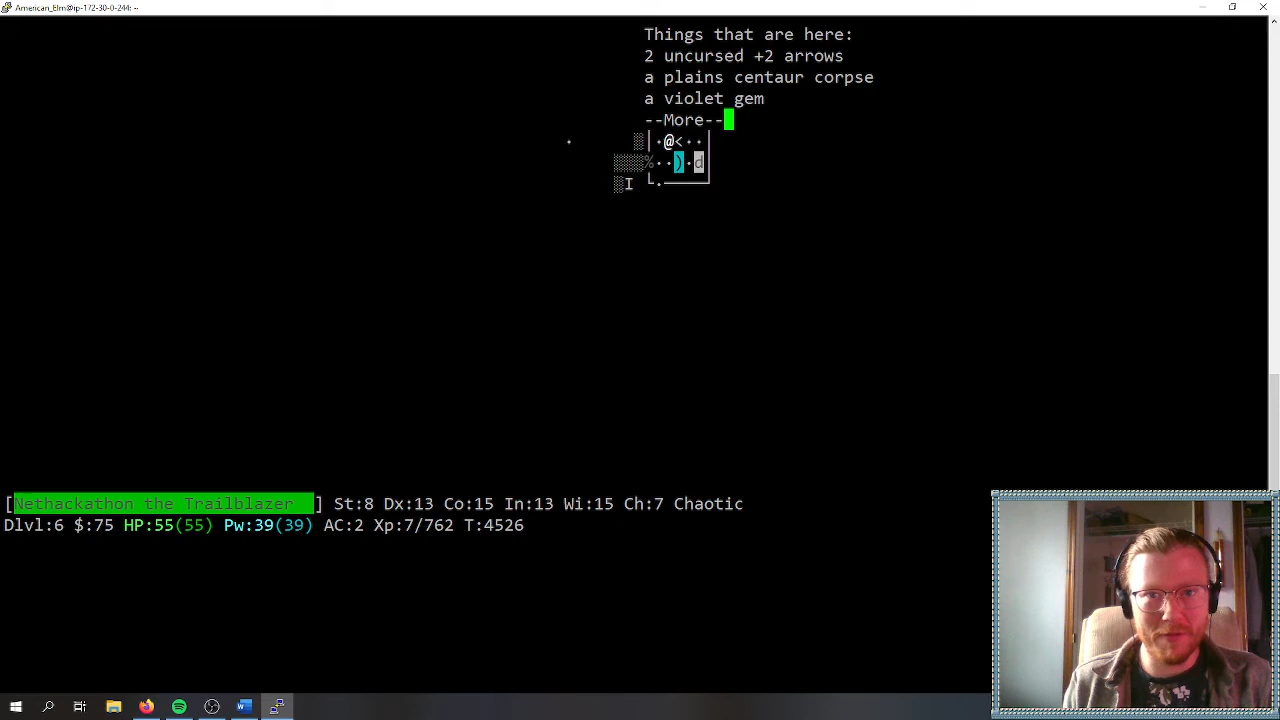 American_Elm@ip-172-30-0-244: ~
Things that are here:
2 uncursed +2 arrows
a plains centaur corpse
a violet gem
--More--
· ░│·@<··│
░░░%··)·d│
░I └·────┘
[Nethackathon the Trailblazer ] St:8 Dx:13 Co:15 In:13 Wi:15 Ch:7 Chaotic
Dlvl:6 $:75 HP:55(55) Pw:39(39) AC:2 Xp:7/762 T:4526